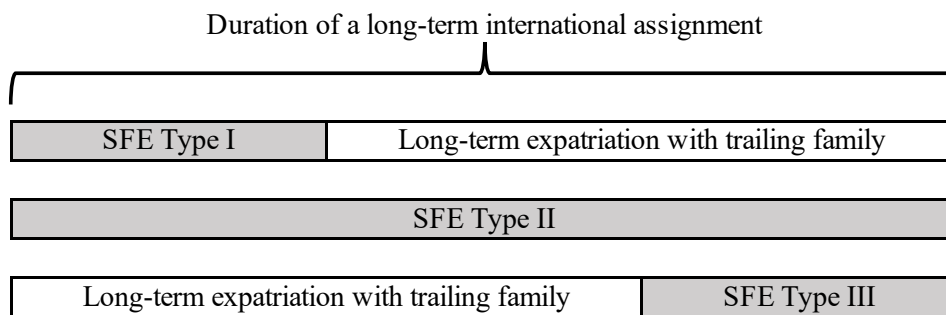 Duration of a long-term international assignment
SFE Type I
Long-term expatriation with trailing family
SFE Type II
Long-term expatriation with trailing family
SFE Type III